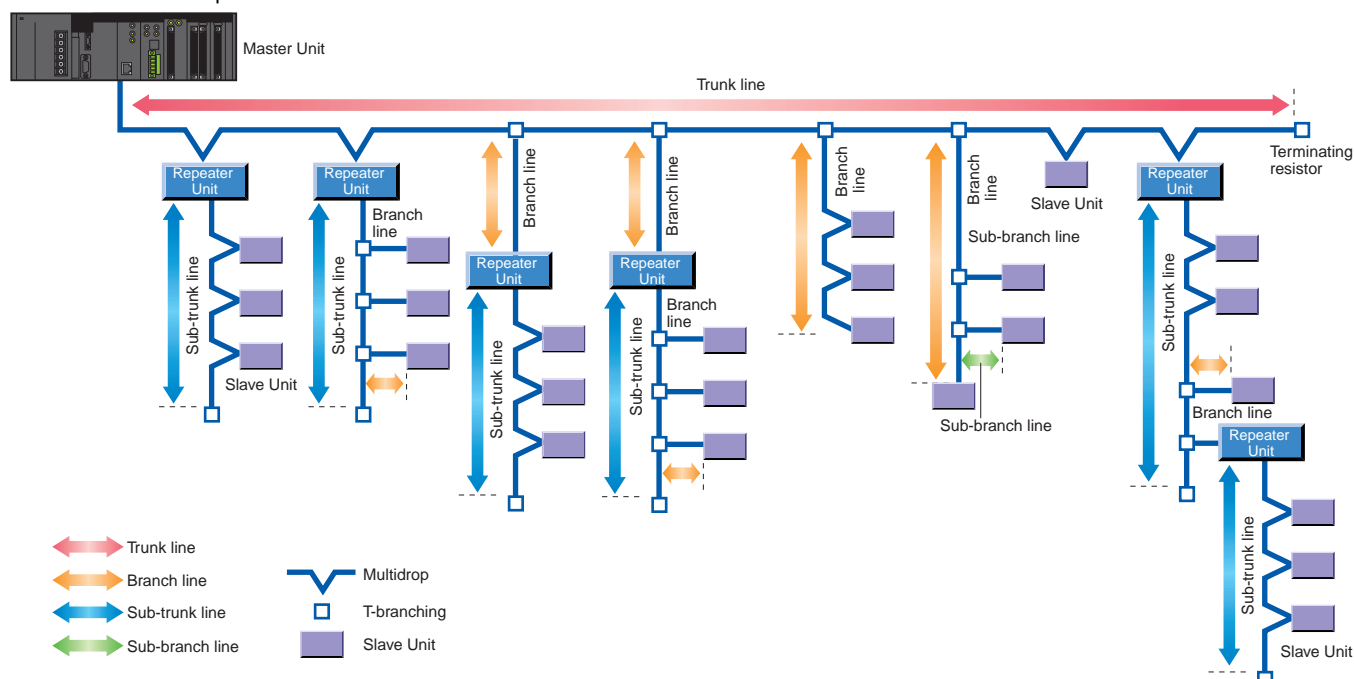 Master Unit
Trunk line
Terminating
resistor
Repeater
Unit
Repeater
Unit
Branch line
Branch line
Branch
line
Branch
line
Slave Unit
Repeater
Unit
Branch
line
Sub-branch line
Repeater
Unit
Repeater
Unit
Sub-trunk line
Sub-trunk line
Branch
line
Sub-trunk line
Slave Unit
Sub-trunk line
Sub-trunk line
Sub-branch line
Branch line
Repeater
Unit
Sub-trunk line
Slave Unit
Trunk line
Branch line
Sub-trunk line
Sub-branch line
Multidrop
T-branching
Slave Unit